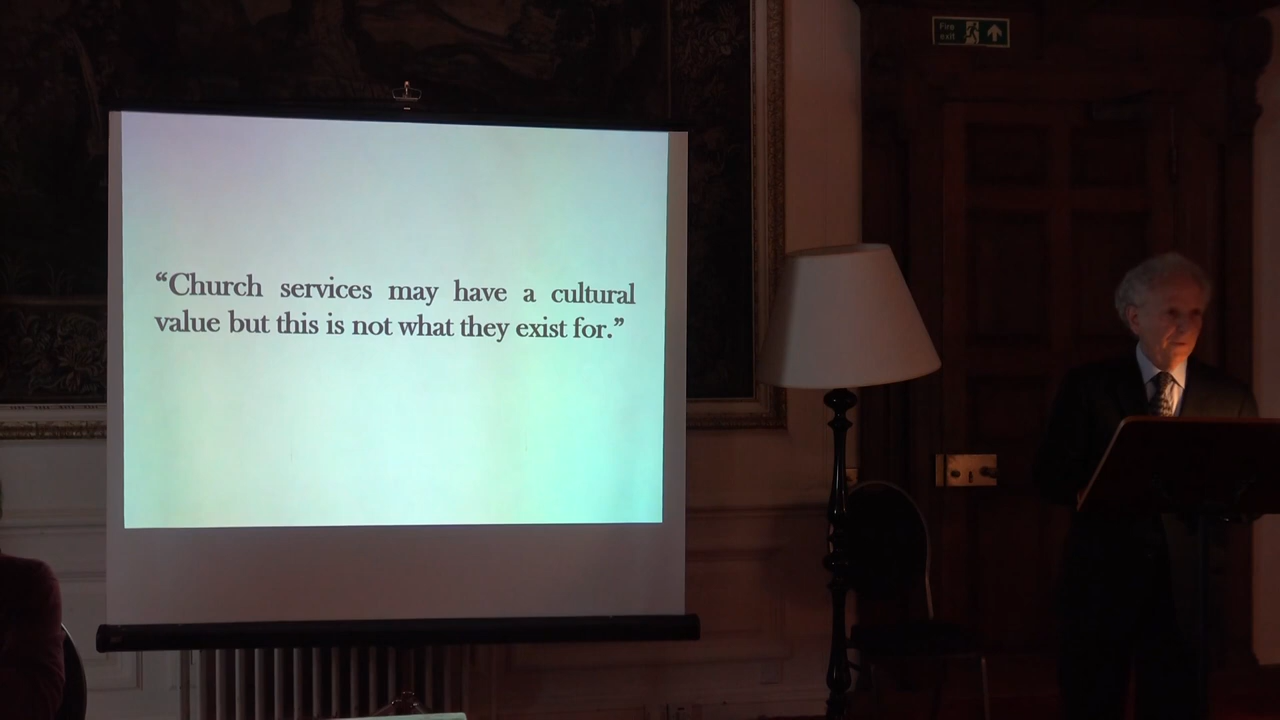 “Church services may have a cultural
value but this is not what they exist for.”
Fire
exit